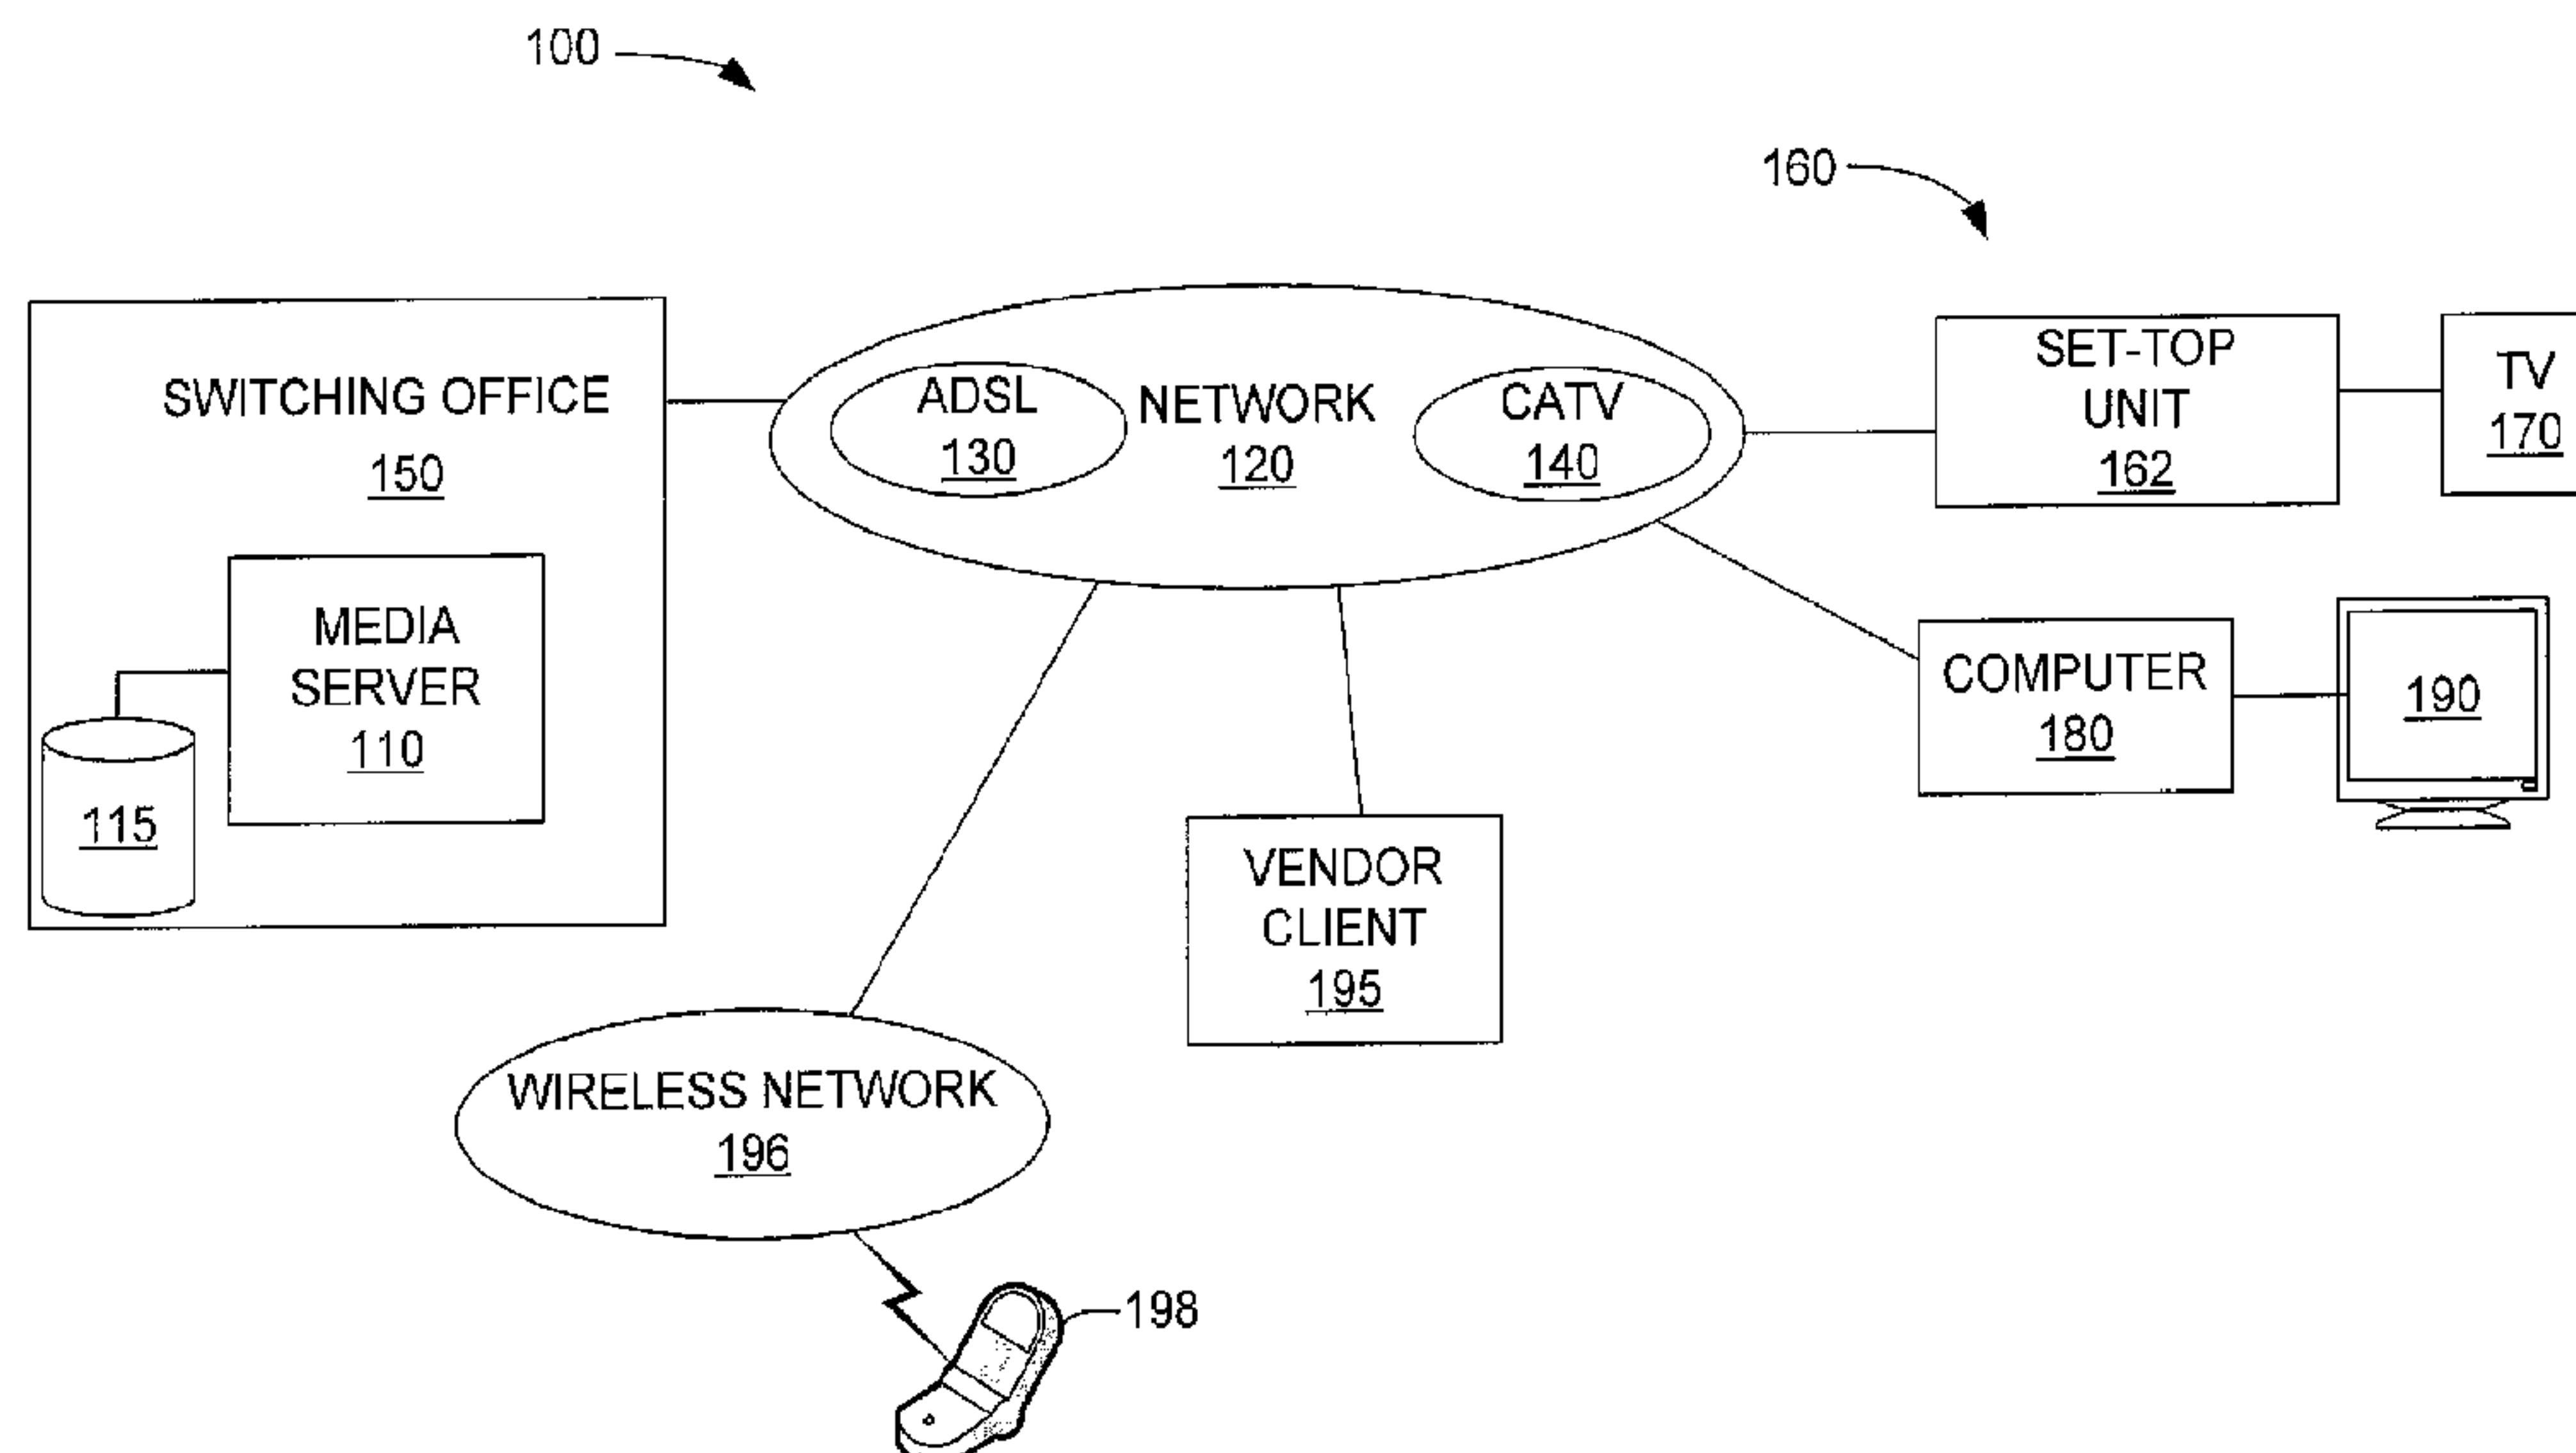 100
160
SWITCHING OFFICE
150
MEDIA
SERVER
110
115
ADSL
130
NETWORK
120
CATV
140
SET-TOP
UNIT
162
TV
170
COMPUTER
180
190
VENDOR
CLIENT
195
WIRELESS NETWORK
196
198